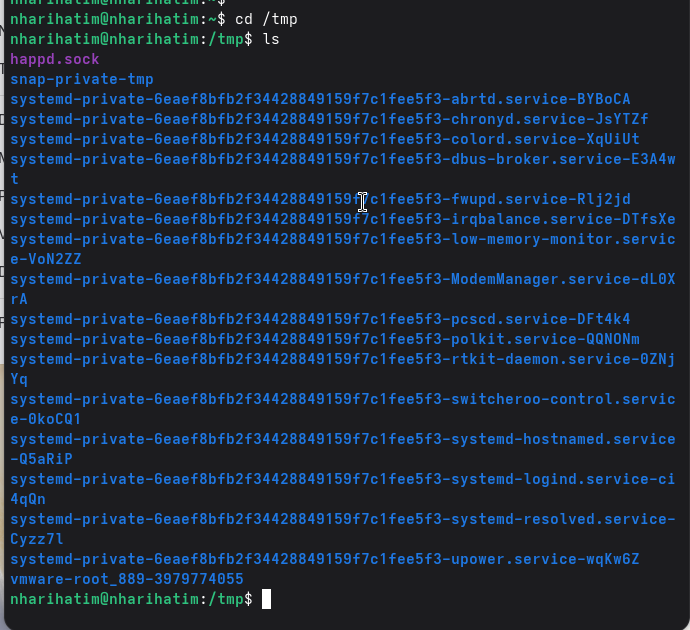 nharihatim@nharihatim:~$ cd /tmp
nharihatim@nharihatim:/tmp$ ls
happd.sock
snap-private-tmp
systemd-private-6eaef8bfb2f34428849159f7c1fee5f3-abrtd.service-BYBoCA
systemd-private-6eaef8bfb2f34428849159f7c1fee5f3-chronyd.service-JsYTZf
systemd-private-6eaef8bfb2f34428849159f7c1fee5f3-colord.service-XqUiUt
systemd-private-6eaef8bfb2f34428849159f7c1fee5f3-dbus-broker.service-E3A4w
t
systemd-private-6eaef8bfb2f34428849159f7c1fee5f3-fwupd.service-Rlj2jd
systemd-private-6eaef8bfb2f34428849159f7c1fee5f3-irqbalance.service-DTfsXe
systemd-private-6eaef8bfb2f34428849159f7c1fee5f3-low-memory-monitor.servic
e-VoN2ZZ
systemd-private-6eaef8bfb2f34428849159f7c1fee5f3-ModemManager.service-dL0X
rA
systemd-private-6eaef8bfb2f34428849159f7c1fee5f3-pcscd.service-DFt4k4
systemd-private-6eaef8bfb2f34428849159f7c1fee5f3-polkit.service-QQNONm
systemd-private-6eaef8bfb2f34428849159f7c1fee5f3-rtkit-daemon.service-0ZNj
Yq
systemd-private-6eaef8bfb2f34428849159f7c1fee5f3-switcheroo-control.servic
e-0koCQ1
systemd-private-6eaef8bfb2f34428849159f7c1fee5f3-systemd-hostnamed.service
-Q5aRiP
systemd-private-6eaef8bfb2f34428849159f7c1fee5f3-systemd-logind.service-ci
4qQn
systemd-private-6eaef8bfb2f34428849159f7c1fee5f3-systemd-resolved.service-
Cyzz7l
systemd-private-6eaef8bfb2f34428849159f7c1fee5f3-upower.service-wqKw6Z
vmware-root_889-3979774055
nharihatim@nharihatim:/tmp$